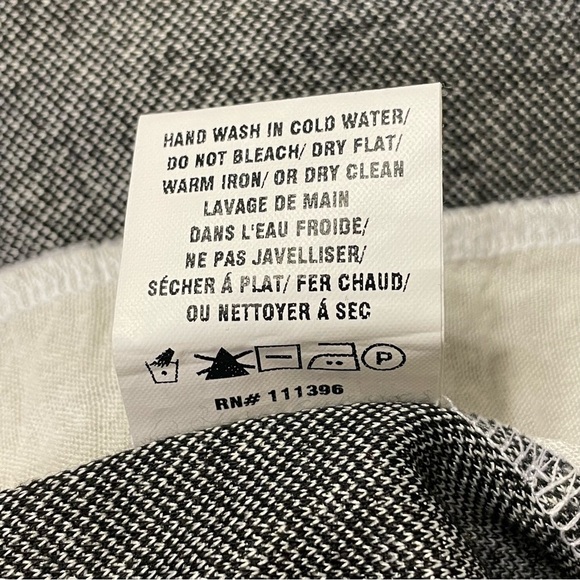 HAND WASH IN COLD WATER/
DO NOT BLEACH/ DRY FLAT/
WARM IRON/ OR DRY CLEAN
LAVAGE DE MAIN
DANS L'EAU FROIDE/
NE PAS JAVELLISER/
SÉCHER Á PLAT/ FER CHAUD/
OU NETTOYER Á SEC
P
RN# 111396